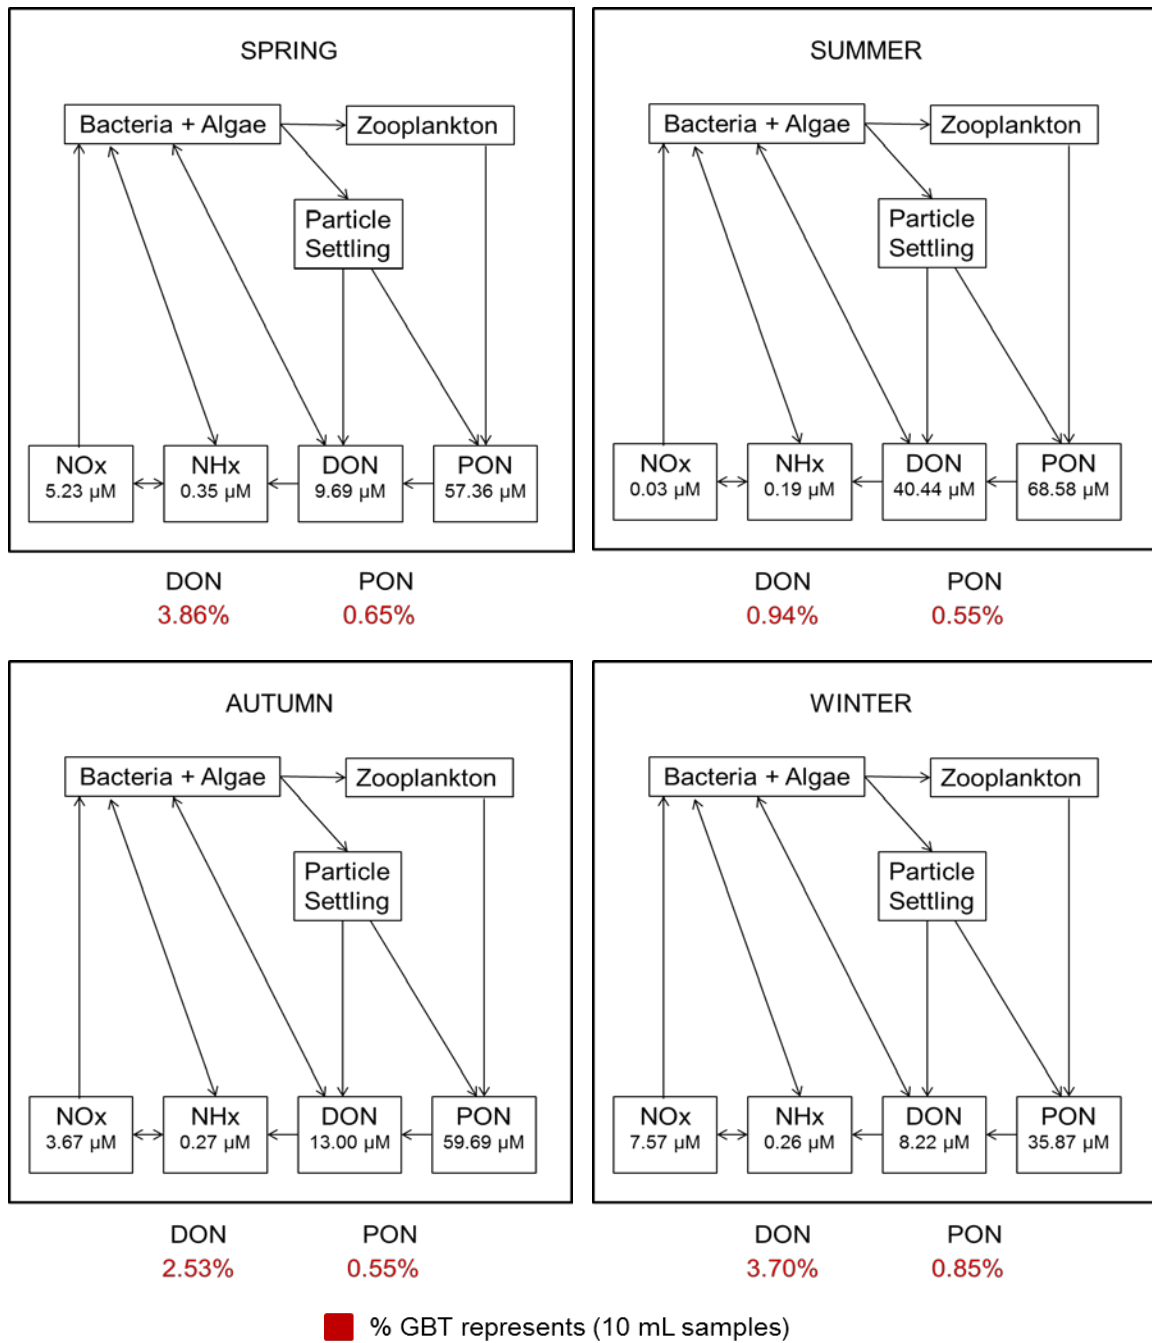 SPRING
Bacteria + Algae
Zooplankton
Particle
Settling
NOx
5.23 µM
NHx
0.35 µM
DON
9.69 µM
PON
57.36 µM
DON
3.86%
PON
0.65%
SUMMER
Bacteria + Algae
Zooplankton
Particle
Settling
NOx
0.03 µM
NHx
0.19 µM
DON
40.44 µM
PON
68.58 µM
DON
0.94%
PON
0.55%
AUTUMN
Bacteria + Algae
Zooplankton
Particle
Settling
NOx
3.67 µM
NHx
0.27 µM
DON
13.00 µM
PON
59.69 µM
DON
2.53%
PON
0.55%
WINTER
Bacteria + Algae
Zooplankton
Particle
Settling
NOx
7.57 µM
NHx
0.26 µM
DON
8.22 µM
PON
35.87 µM
DON
3.70%
PON
0.85%
% GBT represents (10 mL samples)